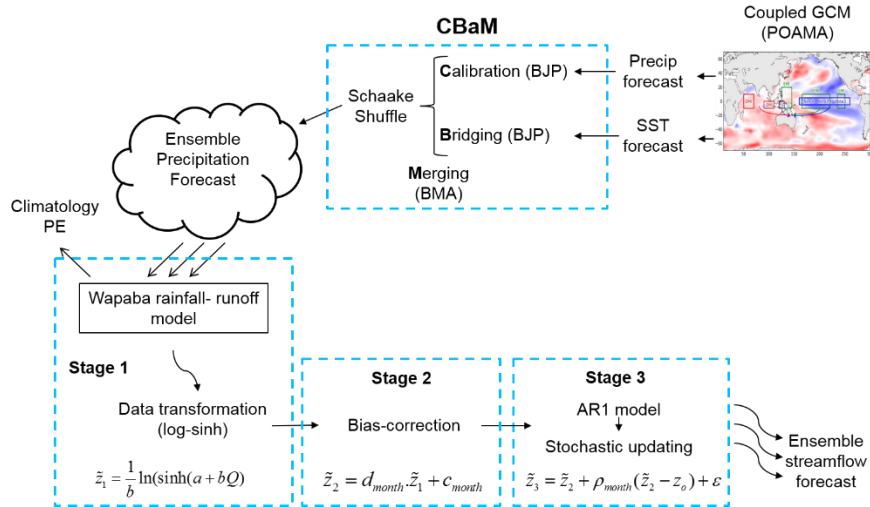 CBaM
Coupled GCM
(POAMA)
Precip
forecast
SST
forecast
Calibration (BJP)
Bridging (BJP)
Merging
(BMA)
Schaake
Shuffle
Ensemble
Precipitation
Forecast
Climatology
PE
Wapaba rainfall- runoff
model
Stage 1
Data transformation
(log-sinh)
z̃₁ = 1/b ln(sinh(a + bQ)
Stage 2
Bias-correction
z̃₂ = d_month.z̃₁ + c_month
Stage 3
AR1 model
Stochastic updating
z̃₃ = z̃₂ + ρ_month(z̃₂ − z_o) + ε
Ensemble
streamflow
forecast